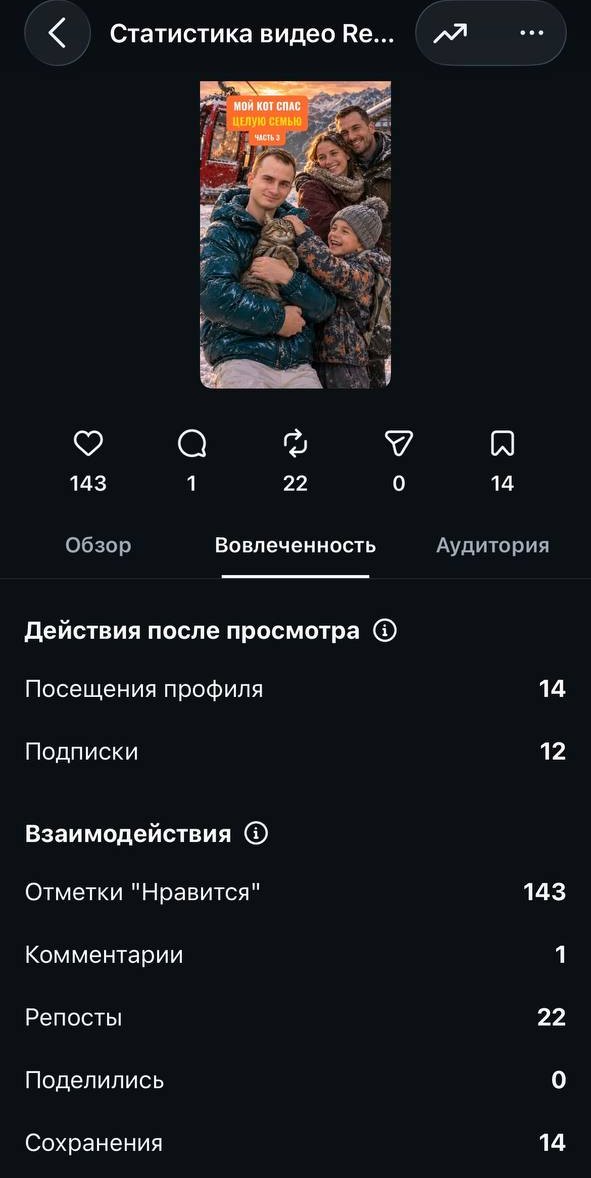 Статистика видео Re...
МОЙ КОТ СПАС
ЦЕЛУЮ СЕМЬЮ
ЧАСТЬ 3
143
1
22
0
14
Обзор
Вовлеченность
Аудитория
Действия после просмотра
Посещения профиля 14
Подписки 12
Взаимодействия
Отметки "Нравится" 143
Комментарии 1
Репосты 22
Поделились 0
Сохранения 14